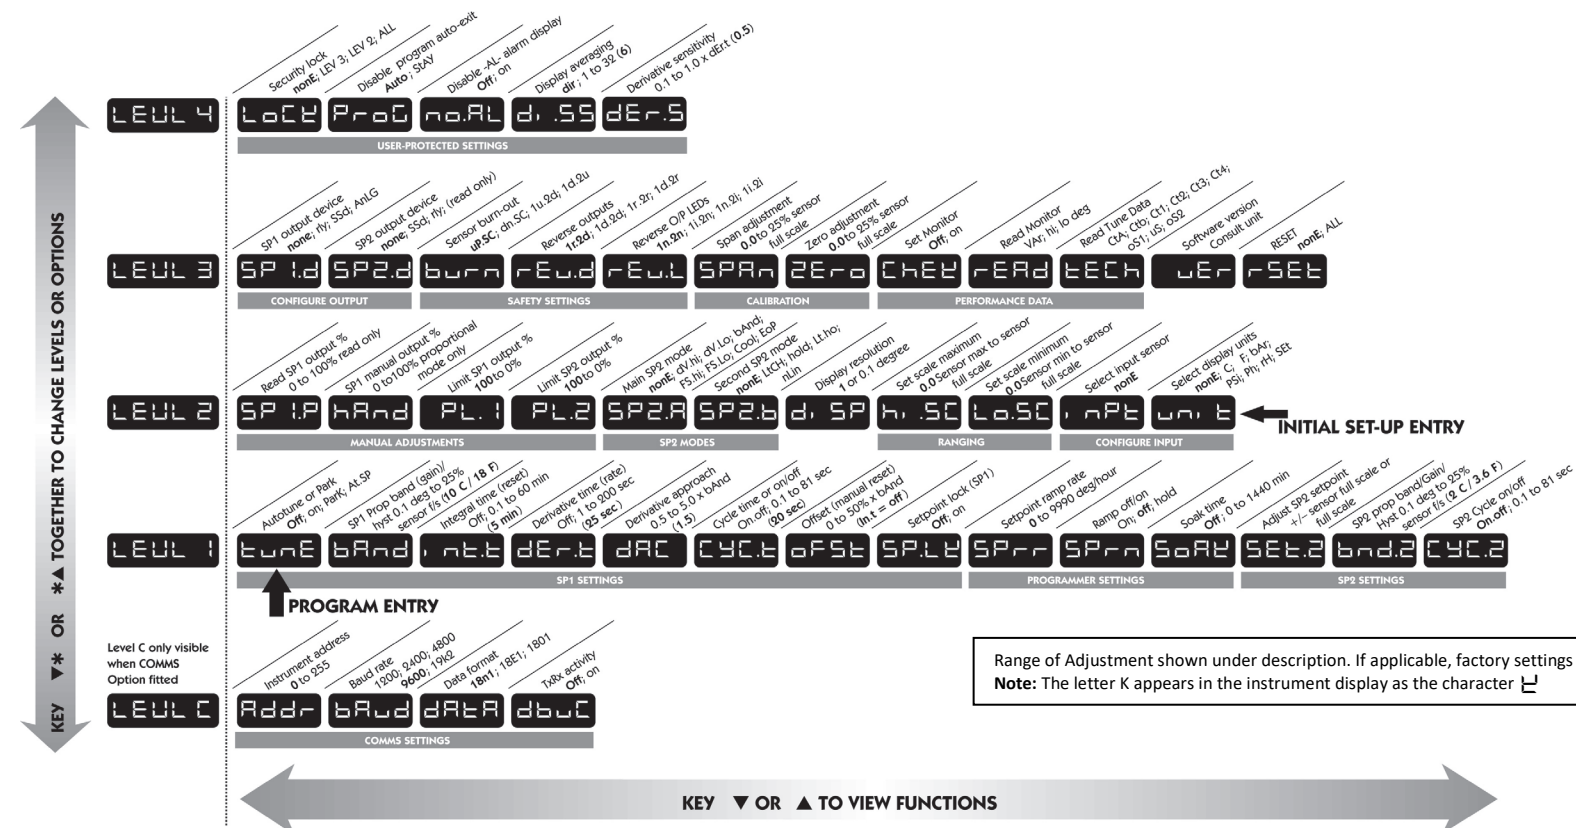 Security lock
nonE; LEV 3; LEV 2; ALL
Disable program auto-exit
Auto ; StAY
Disable -AL- alarm display
Off; on
Display averaging
dir ; 1 to 32 (6)
Derivative sensitivity
0.1 to 1.0 x dEr.t (0.5)
LEVL 4
LoCK
ProG
no.AL
di .SS
dEr.S
USER-PROTECTED SETTINGS
SP1 output device
none; rly; SSd; AnLG
SP2 output device
none; SSd; rly; (read only)
Sensor burn-out
uP.SC; dn.SC; 1u.2d; 1d.2u
Reverse outputs
1r.2d; 1d.2d; 1r.2r; 1d.2r
Reverse O/P LEDs
1n.2n; 1i.2n; 1n.2i; 1i.2i
Span adjustment
0.0 to 25% sensor
full scale
Zero adjustment
0.0 to 25% sensor
full scale
Set Monitor
Off; on
Read Monitor
VAr; hi; lo deg
Read Tune Data
CtA; Ctb; Ct1; Ct2; Ct3; Ct4;
oS1; uS; oS2
Software version
Consult unit
RESET
nonE; ALL
LEVL 3
SP 1.d
SP2.d
burn
rEv.d
rEv.L
SPAn
ZEro
ChEK
rEAd
tECh
vEr
rSEt
CONFIGURE OUTPUT
SAFETY SETTINGS
CALIBRATION
PERFORMANCE DATA
Read SP1 output %
0 to 100% read only
SP1 manual output %
0 to100% proportional
mode only
Limit SP1 output %
100to 0%
Limit SP2 output %
100to 0%
Main SP2 mode
nonE; dV.hi; dV.Lo; bAnd;
FS.hi; FS.Lo; Cool; EoP
Second SP2 mode
nonE; LtCH; hold; Lt.ho;
nLin
Display resolution
1 or 0.1 degree
Set scale maximum
0.0 Sensor max to sensor
full scale
Set scale minimum
0.0 Sensor min to sensor
full scale
Select input sensor
nonE
Select display units
nonE; C; F; bAr;
PSi; Ph; rH; SEt
LEVL 2
SP 1.P
hAnd
PL. 1
PL.2
SP2.A
SP2.b
di SP
hi .SC
Lo.SC
i nPt
uni t
INITIAL SET-UP ENTRY
MANUAL ADJUSTMENTS
SP2 MODES
RANGING
CONFIGURE INPUT
Autotune or Park
Off; on; ParK; At.SP
SP1 Prop band (gain)/
hyst 0.1 deg to 25%
sensor f/s (10 C / 18 F)
Integral time (reset)
Off; 0.1 to 60 min
(5 min)
Derivative time (rate)
Off; 1 to 200 sec
(25 sec)
Derivative approach
0.5 to 5.0 x bAnd
(1.5)
Cycle time or on/off
On.off; 0.1 to 81 sec
(20 sec)
Offset (manual reset)
0 to 50% x bAnd
(In.t = off)
Setpoint lock (SP1)
Off; on
Setpoint ramp rate
0 to 9990 deg/hour
Ramp off/on
On; off; hold
Soak time
Off ; 0 to 1440 min
Adjust SP2 setpoint
+/– sensor full scale or
full scale
SP2 prop band/Gain/
Hyst 0.1 deg to 25%
sensor f/s (2 C / 3.6 F)
SP2 Cycle on/off
On.off ; 0.1 to 81 sec
LEVL 1
tunE
bAnd
i nt.t
dEr.t
dAC
CYC.t
oFSt
SP.LK
SPrr
SPrn
SoAK
SEt.2
bnd.2
CYC.2
SP1 SETTINGS
PROGRAMMER SETTINGS
SP2 SETTINGS
PROGRAM ENTRY
Level C only visible
when COMMS
Option fitted
Instrument address
0 to 255
Baud rate
1200; 2400; 4800
9600; 19k2
Data format
18n1; 18E1; 18O1
TxRx activity
Off; on
LEVL C
Addr
bAud
dAtA
dbuG
COMMS SETTINGS
Range of Adjustment shown under description. If applicable, factory settings
Note: The letter K appears in the instrument display as the character
KEY ▼* OR *▲ TOGETHER TO CHANGE LEVELS OR OPTIONS
KEY ▼ OR ▲ TO VIEW FUNCTIONS